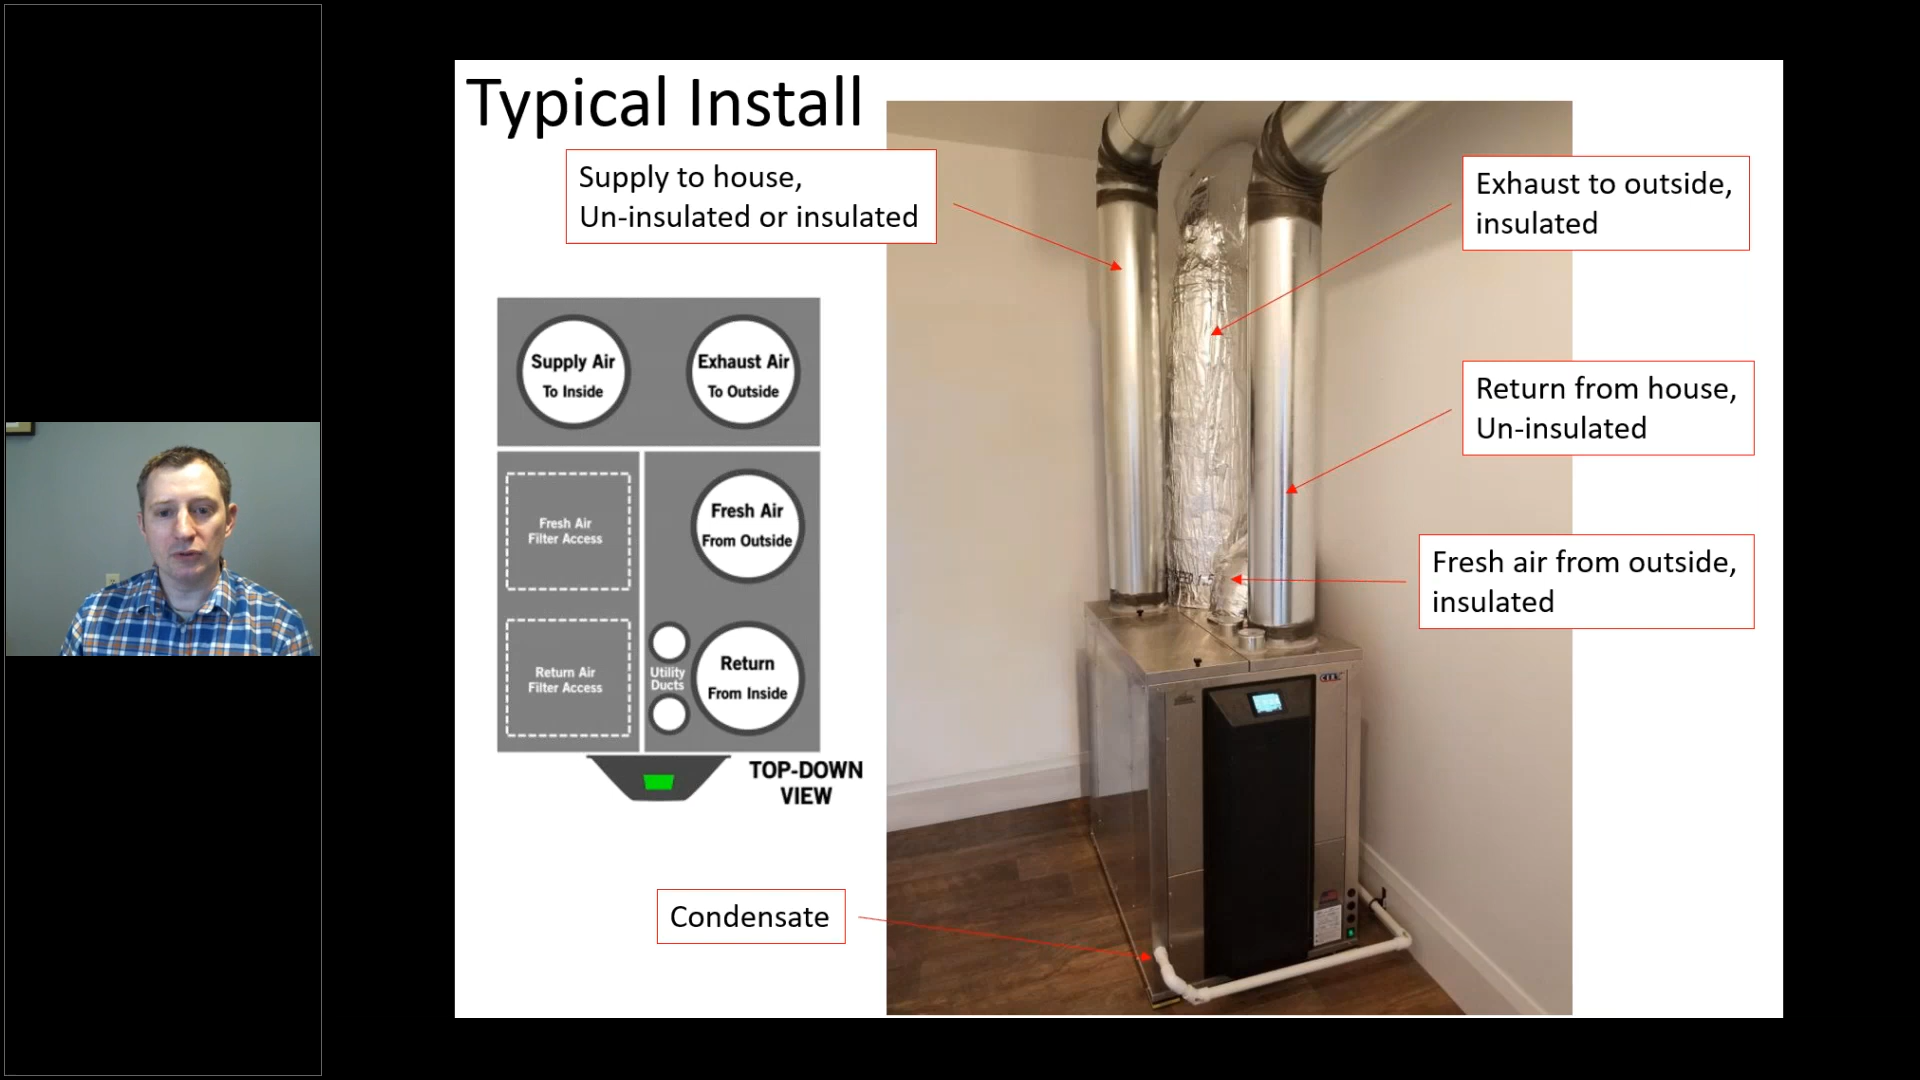 Typical Install
Supply to house,
Un-insulated or insulated
Exhaust to outside,
insulated
Return from house,
Un-insulated
Fresh air from outside,
insulated
Supply Air
To Inside
Exhaust Air
To Outside
Fresh Air
Filter Access
Fresh Air
From Outside
Return Air
Filter Access
Utility
Ducts
Return
From Inside
TOP-DOWN
VIEW
Condensate